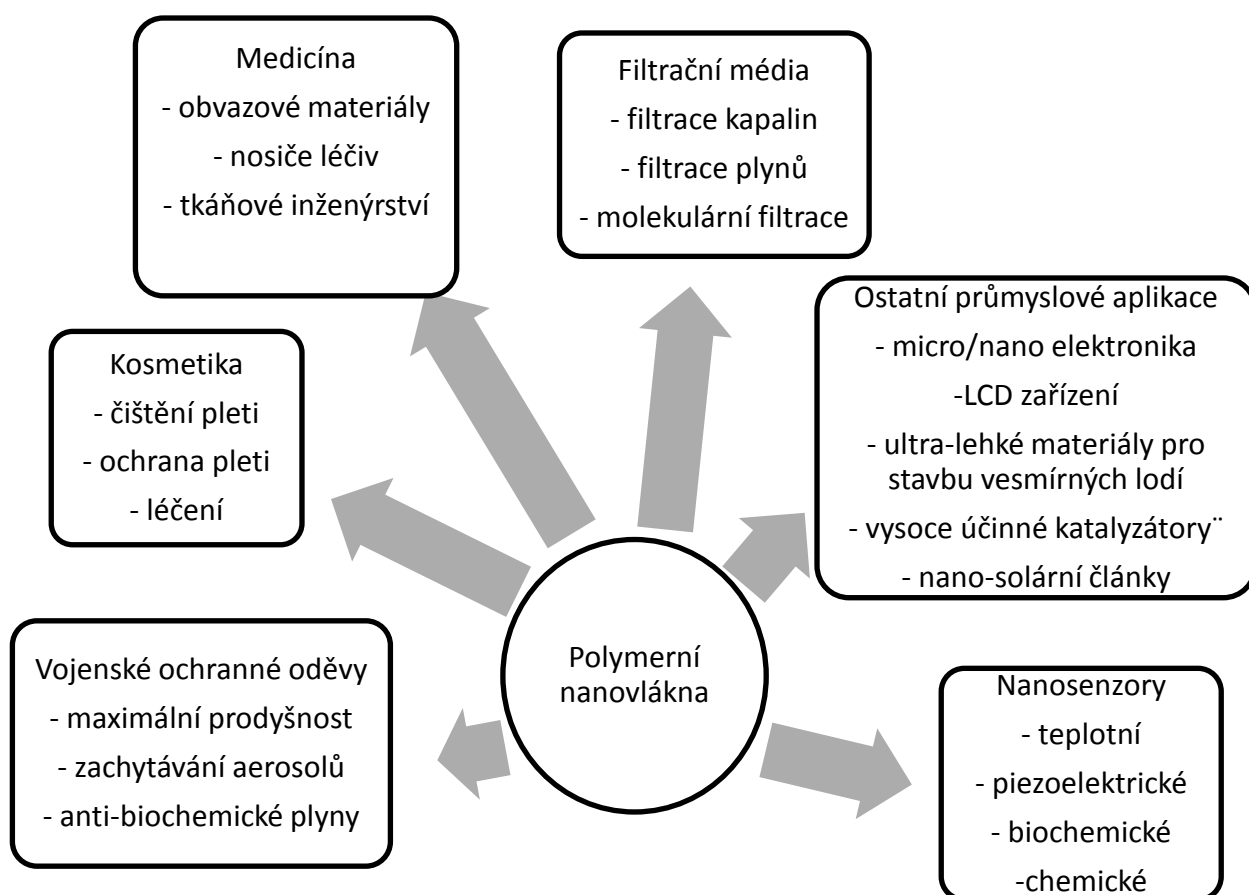 Medicína
- obvazové materiály
- nosiče léčiv
- tkáňové inženýrství
Filtrační média
- filtrace kapalin
- filtrace plynů
- molekulární filtrace
Kosmetika
- čištění pleti
- ochrana pleti
- léčení
Ostatní průmyslové aplikace
- micro/nano elektronika
-LCD zařízení
- ultra-lehké materiály pro
stavbu vesmírných lodí
- vysoce účinné katalyzátory¨
- nano-solární články
Vojenské ochranné oděvy
- maximální prodyšnost
- zachytávání aerosolů
- anti-biochemické plyny
Polymerní
nanovlákna
Nanosenzory
- teplotní
- piezoelektrické
- biochemické
-chemické